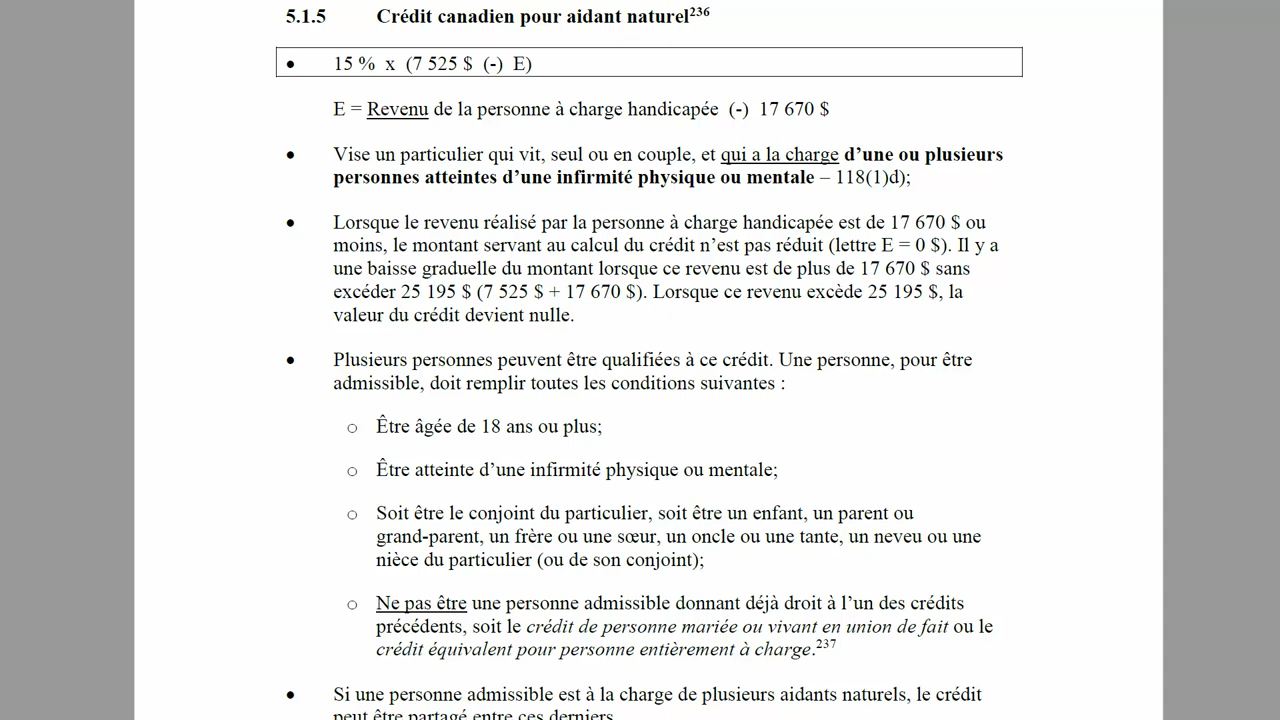 5.1.5 Crédit canadien pour aidant naturel236
• 15 % x (7 525 $ (-) E)
E = Revenu de la personne à charge handicapée (-) 17 670 $
• Vise un particulier qui vit, seul ou en couple, et qui a la charge d’une ou plusieurs
personnes atteintes d’une infirmité physique ou mentale – 118(1)d);
• Lorsque le revenu réalisé par la personne à charge handicapée est de 17 670 $ ou
moins, le montant servant au calcul du crédit n’est pas réduit (lettre E = 0 $). Il y a
une baisse graduelle du montant lorsque ce revenu est de plus de 17 670 $ sans
excéder 25 195 $ (7 525 $ + 17 670 $). Lorsque ce revenu excède 25 195 $, la
valeur du crédit devient nulle.
• Plusieurs personnes peuvent être qualifiées à ce crédit. Une personne, pour être
admissible, doit remplir toutes les conditions suivantes :
o Être âgée de 18 ans ou plus;
o Être atteinte d’une infirmité physique ou mentale;
o Soit être le conjoint du particulier, soit être un enfant, un parent ou
grand-parent, un frère ou une sœur, un oncle ou une tante, un neveu ou une
nièce du particulier (ou de son conjoint);
o Ne pas être une personne admissible donnant déjà droit à l’un des crédits
précédents, soit le crédit de personne mariée ou vivant en union de fait ou le
crédit équivalent pour personne entièrement à charge.237
• Si une personne admissible est à la charge de plusieurs aidants naturels, le crédit
peut être partagé entre ces derniers